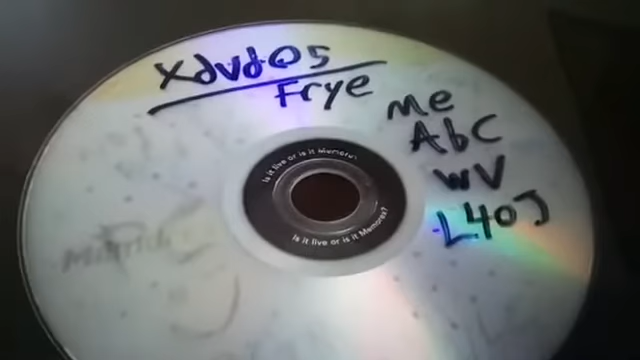 Xdvd05
Frye
me
AbC
WV
L40J
Is it live or is it Memorex?
Is it live or is it Memorex?